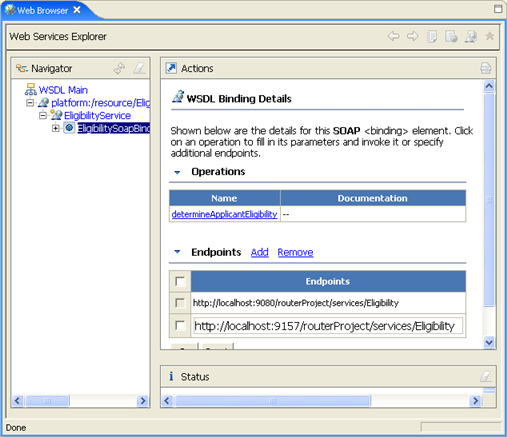 Web Browser
Web Services Explorer
Navigator
WSDL Main
platform:/resource/Elig
EligibilityService
EligibilitySoapBind
Actions
WSDL Binding Details
Shown below are the details for this SOAP <binding> element. Click
on an operation to fill in its parameters and invoke it or specify
additional endpoints.
Operations
Name Documentation
determineApplicantEligibility --
Endpoints Add Remove
Endpoints
http://localhost:9080/routerProject/services/Eligibility
http://localhost:9157/routerProject/services/Eligibility
Status
Done